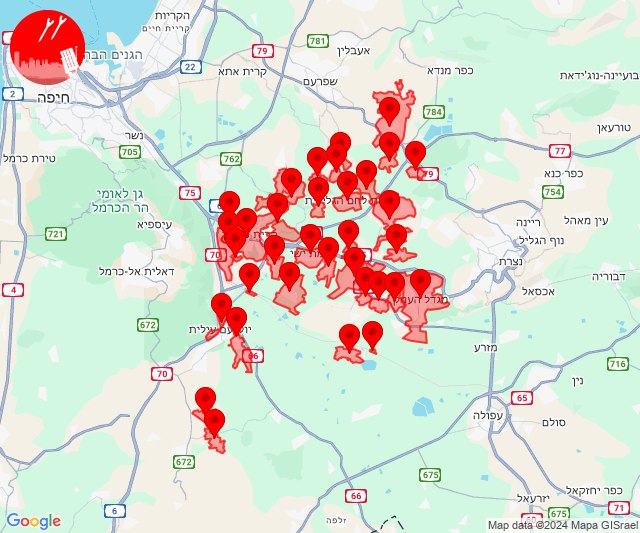 הקריות
קריית חיים
781
אעבלין
79
הגנים הבה
22
קרית אתא
כפר מנדא
שפרעם
בועיינה-נוג'ידאת
2
חיפה
784
נשר
טורעאן
705
77
טירת כרמל
762
כפר כנא
79
75
754
גן לאומי
הר הכרמל
עיספיא
ריינה
עין מאהל
721
נוף הגליל
70
נצרת
דאלית אל-כרמל
דבוריה
4
אכסאל
מגדל העמק
672
יוקנעם עילית
מזרע
66
716
70
נין
65
עפולה
סולם
672
675
66
כפר יחזקאל
71
6
יזרעאל
675
זלפה
Google
Map data ©2024 Mapa GISrael